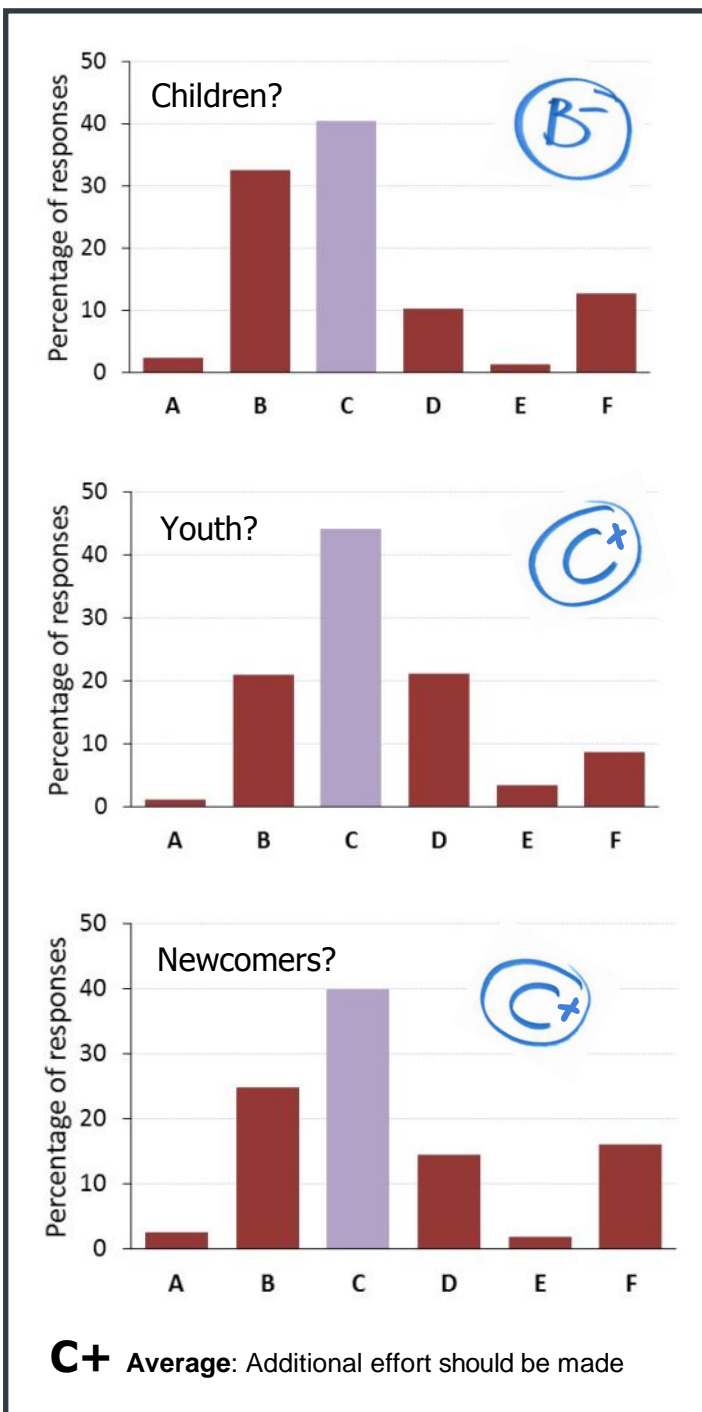 50
Children?
B-
40
30
20
10
0
Percentage of responses
A B C D E F
50
Youth?
C+
40
30
20
10
0
Percentage of responses
A B C D E F
50
Newcomers?
C+
40
30
20
10
0
Percentage of responses
A B C D E F
C+ Average: Additional effort should be made